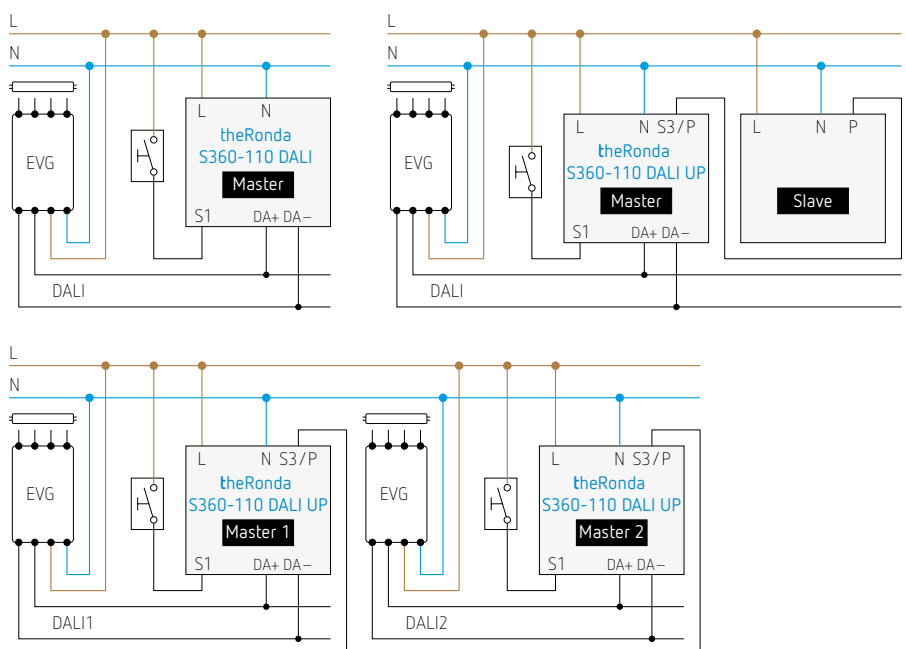 L
N
L N
theRonda
S360-110 DALI
EVG
Master
S1 DA+ DA–
DALI
L
N
L N S3/P
theRonda
S360-110 DALI UP
EVG
Master
S1 DA+ DA–
DALI
L N P
Slave
L
N
L N S3/P
theRonda
S360-110 DALI UP
EVG
Master 1
S1 DA+ DA–
DALI1
L N S3/P
theRonda
S360-110 DALI UP
EVG
Master 2
S1 DA+ DA–
DALI2